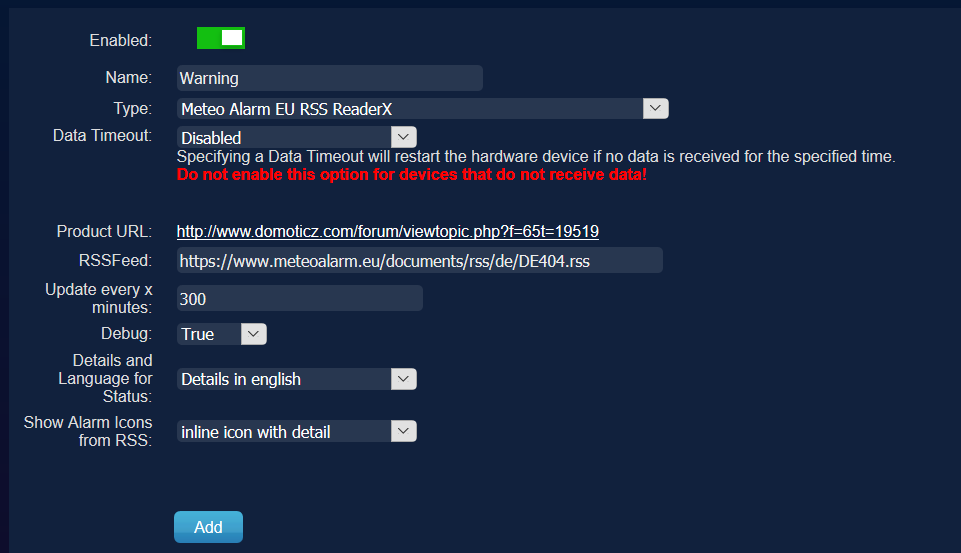 Enabled:
Name: Warning
Type: Meteo Alarm EU RSS ReaderX
Data Timeout: Disabled
Specifying a Data Timeout will restart the hardware device if no data is received for the specified time.
Do not enable this option for devices that do not receive data!
Product URL: http://www.domoticz.com/forum/viewtopic.php?f=65t=19519
RSSFeed: https://www.meteoalarm.eu/documents/rss/de/DE404.rss
Update every x
minutes: 300
Debug: True
Details and
Language for
Status: Details in english
Show Alarm Icons
from RSS: inline icon with detail
Add